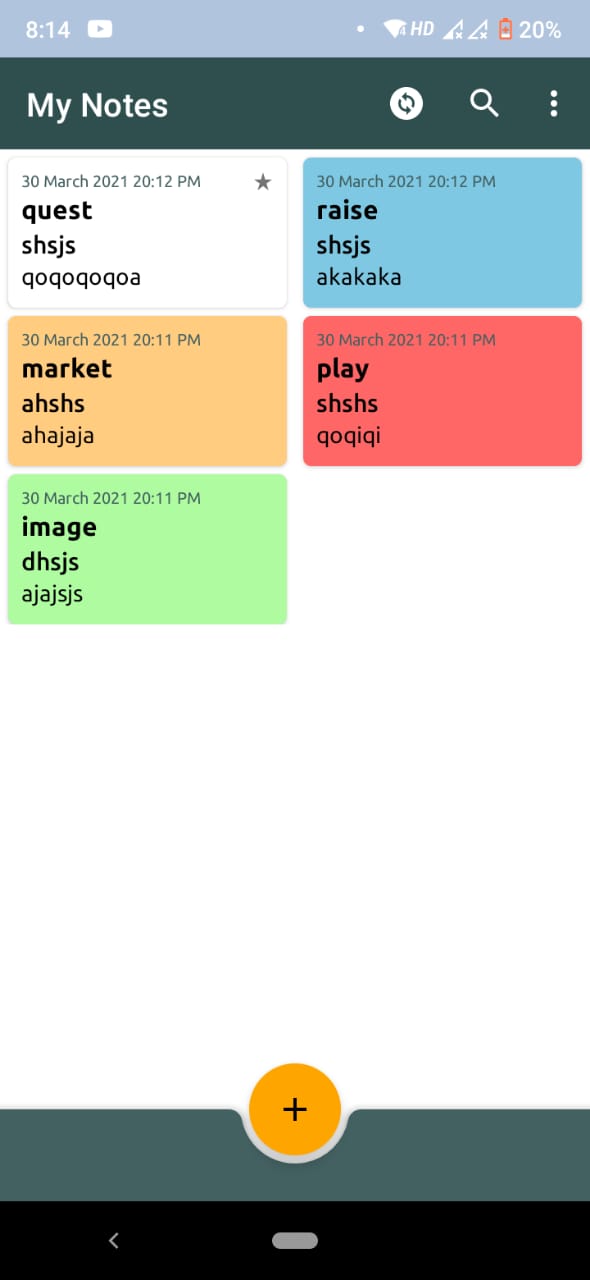 8:14
4 HD 20%
My Notes
30 March 2021 20:12 PM
quest
shsjs
qoqoqoqoa
30 March 2021 20:12 PM
raise
shsjs
akakaka
30 March 2021 20:11 PM
market
ahshs
ahajaja
30 March 2021 20:11 PM
play
shshs
qoqiqi
30 March 2021 20:11 PM
image
dhsjs
ajajsjs
+